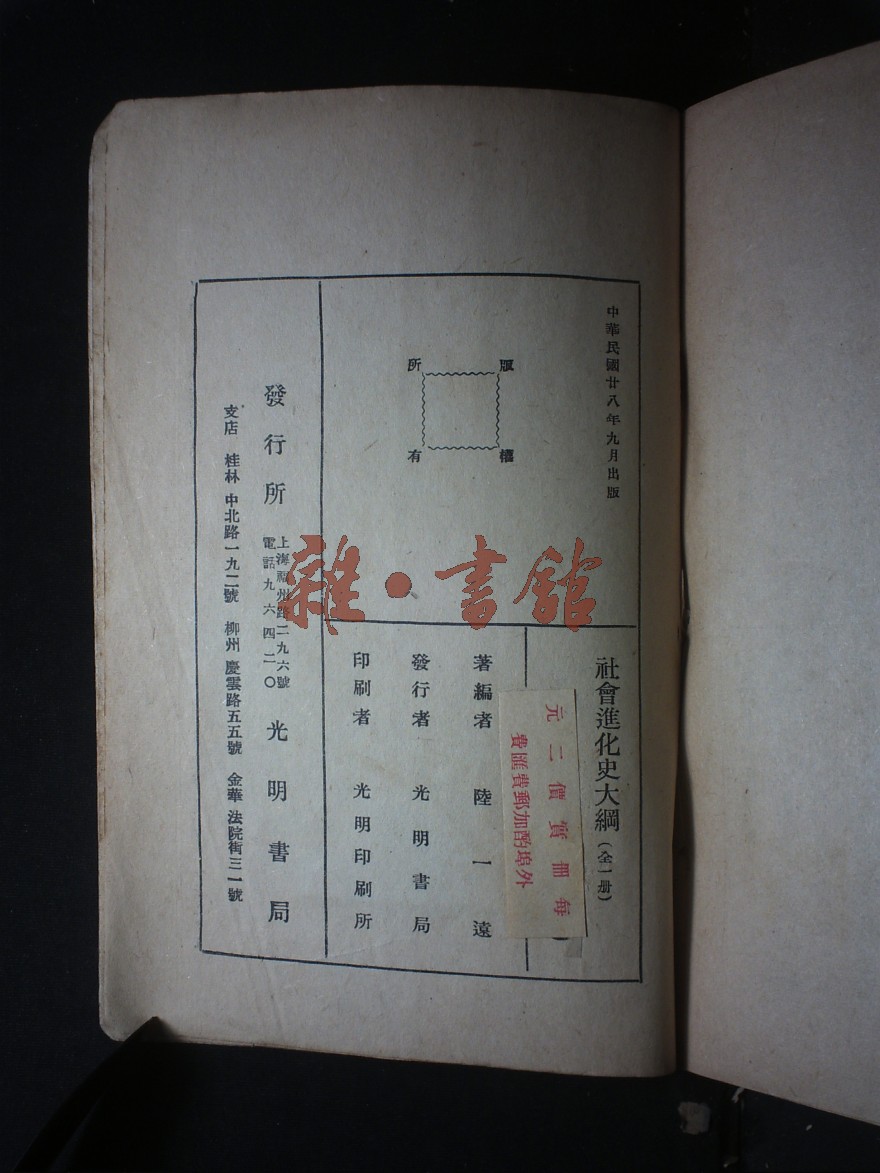 中華民國廿八年九月出版
版權所有
社會進化史大綱(全一册)
每冊實價二元
外埠酌加郵費匯費
著編者 陸一遠
發行者 光明書局
印刷者 光明印刷所
發行所 上海福州路二九六號 電話九六四二〇 光明書局
支店 桂林 中北路一九二號 柳州 慶雲路五五號 金華 法院街三一號
雜·書館